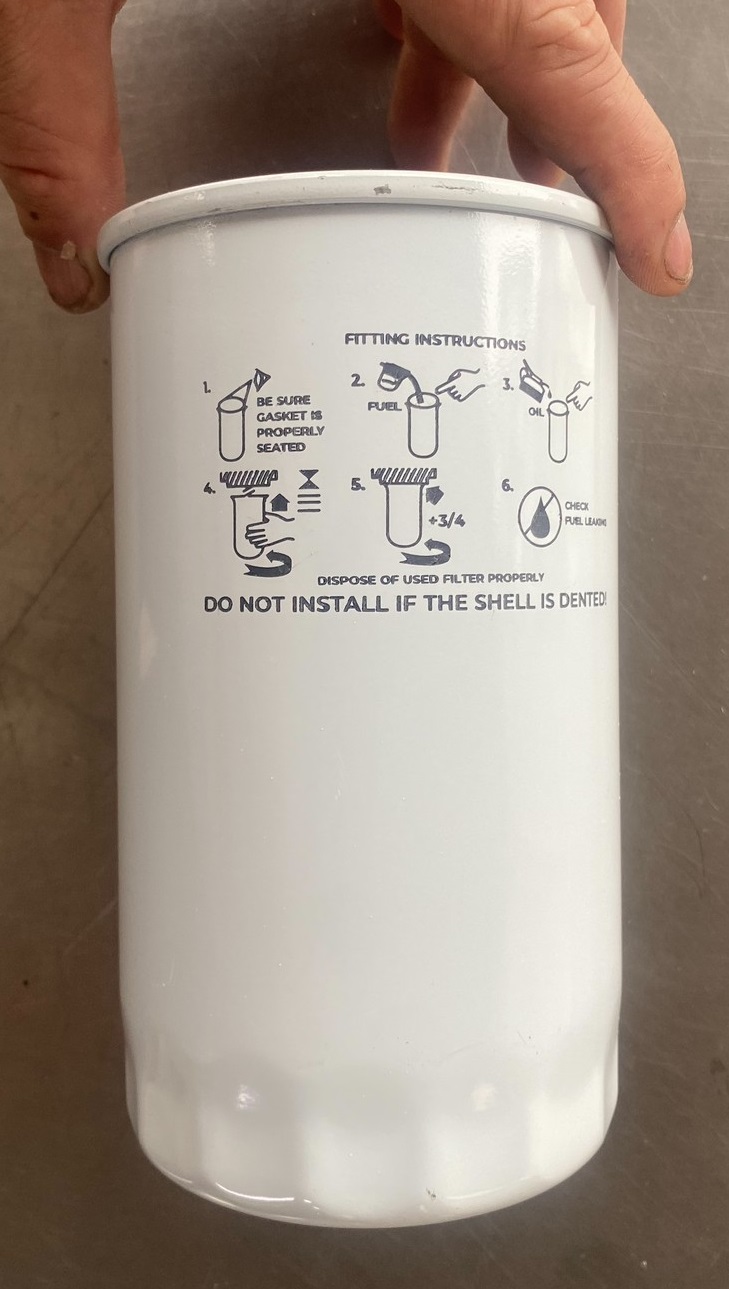 FITTING INSTRUCTIONS
1.
BE SURE
GASKET IS
PROPERLY
SEATED
2.
FUEL
3.
OIL
4.
5.
+3/4
6.
CHECK
FUEL LEAKING
DISPOSE OF USED FILTER PROPERLY
DO NOT INSTALL IF THE SHELL IS DENTED!